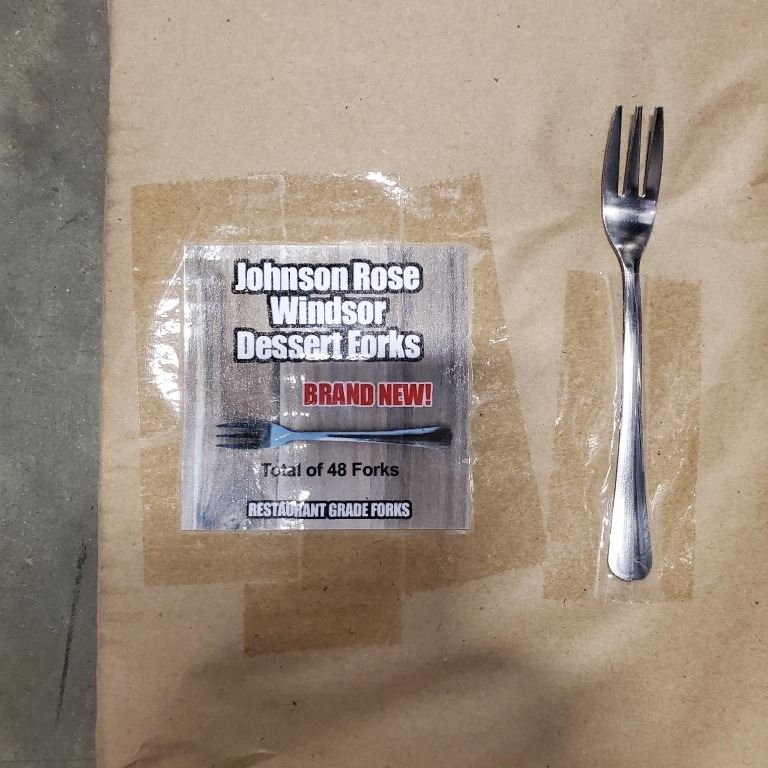 Johnson Rose
Windsor
Dessert Forks
BRAND NEW!
Total of 48 Forks
RESTAURANT GRADE FORKS